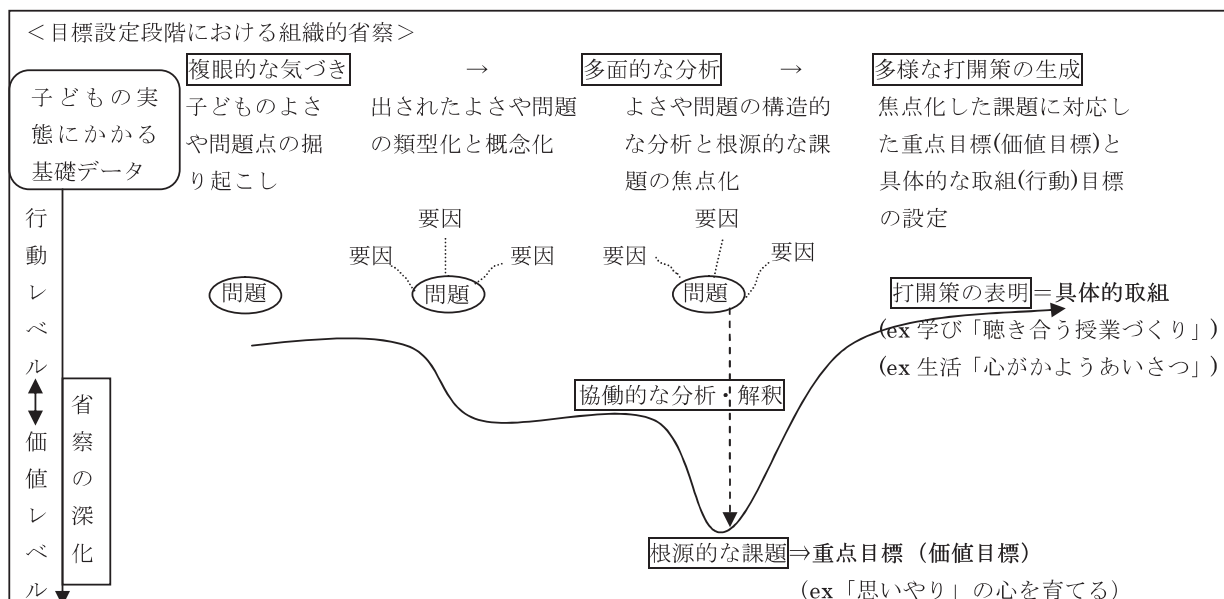 ＜目標設定段階における組織的省察＞
複眼的な気づき → 多面的な分析 → 多様な打開策の生成
子どもの実
態にかかる
基礎データ
子どものよさ
や問題点の掘
り起こし
出されたよさや問題
の類型化と概念化
よさや問題の構造的
な分析と根源的な課
題の焦点化
焦点化した課題に対応し
た重点目標(価値目標)と
具体的な取組(行動)目標
の設定
行動レベル
価値レベル
省察の深化
問題
要因
要因
要因
問題
要因
要因
要因
問題
打開策の表明＝具体的取組
(ex 学び「聴き合う授業づくり」)
(ex 生活「心がかようあいさつ」)
協働的な分析・解釈
根源的な課題⇒重点目標（価値目標）
（ex「思いやり」の心を育てる）